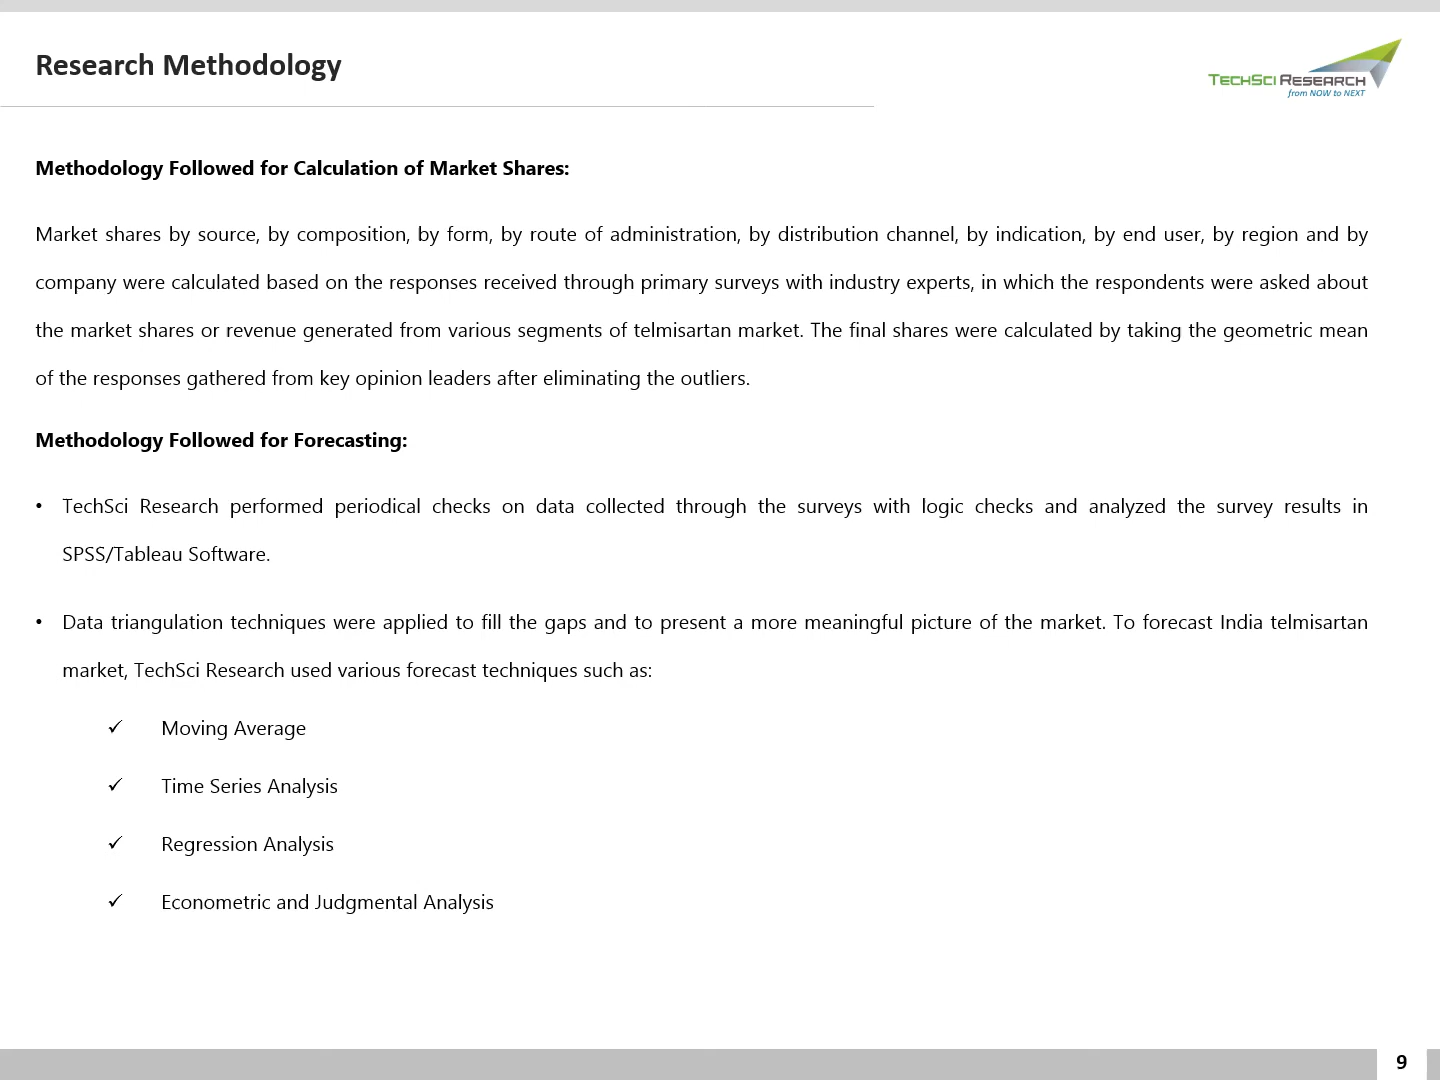 Research Methodology
TechSci Research
from NOW to NEXT
Methodology Followed for Calculation of Market Shares:
Market shares by source, by composition, by form, by route of administration, by distribution channel, by indication, by end user, by region and by
company were calculated based on the responses received through primary surveys with industry experts, in which the respondents were asked about
the market shares or revenue generated from various segments of telmisartan market. The final shares were calculated by taking the geometric mean
of the responses gathered from key opinion leaders after eliminating the outliers.
Methodology Followed for Forecasting:
• TechSci Research performed periodical checks on data collected through the surveys with logic checks and analyzed the survey results in
SPSS/Tableau Software.
• Data triangulation techniques were applied to fill the gaps and to present a more meaningful picture of the market. To forecast India telmisartan
market, TechSci Research used various forecast techniques such as:
✓ Moving Average
✓ Time Series Analysis
✓ Regression Analysis
✓ Econometric and Judgmental Analysis
9